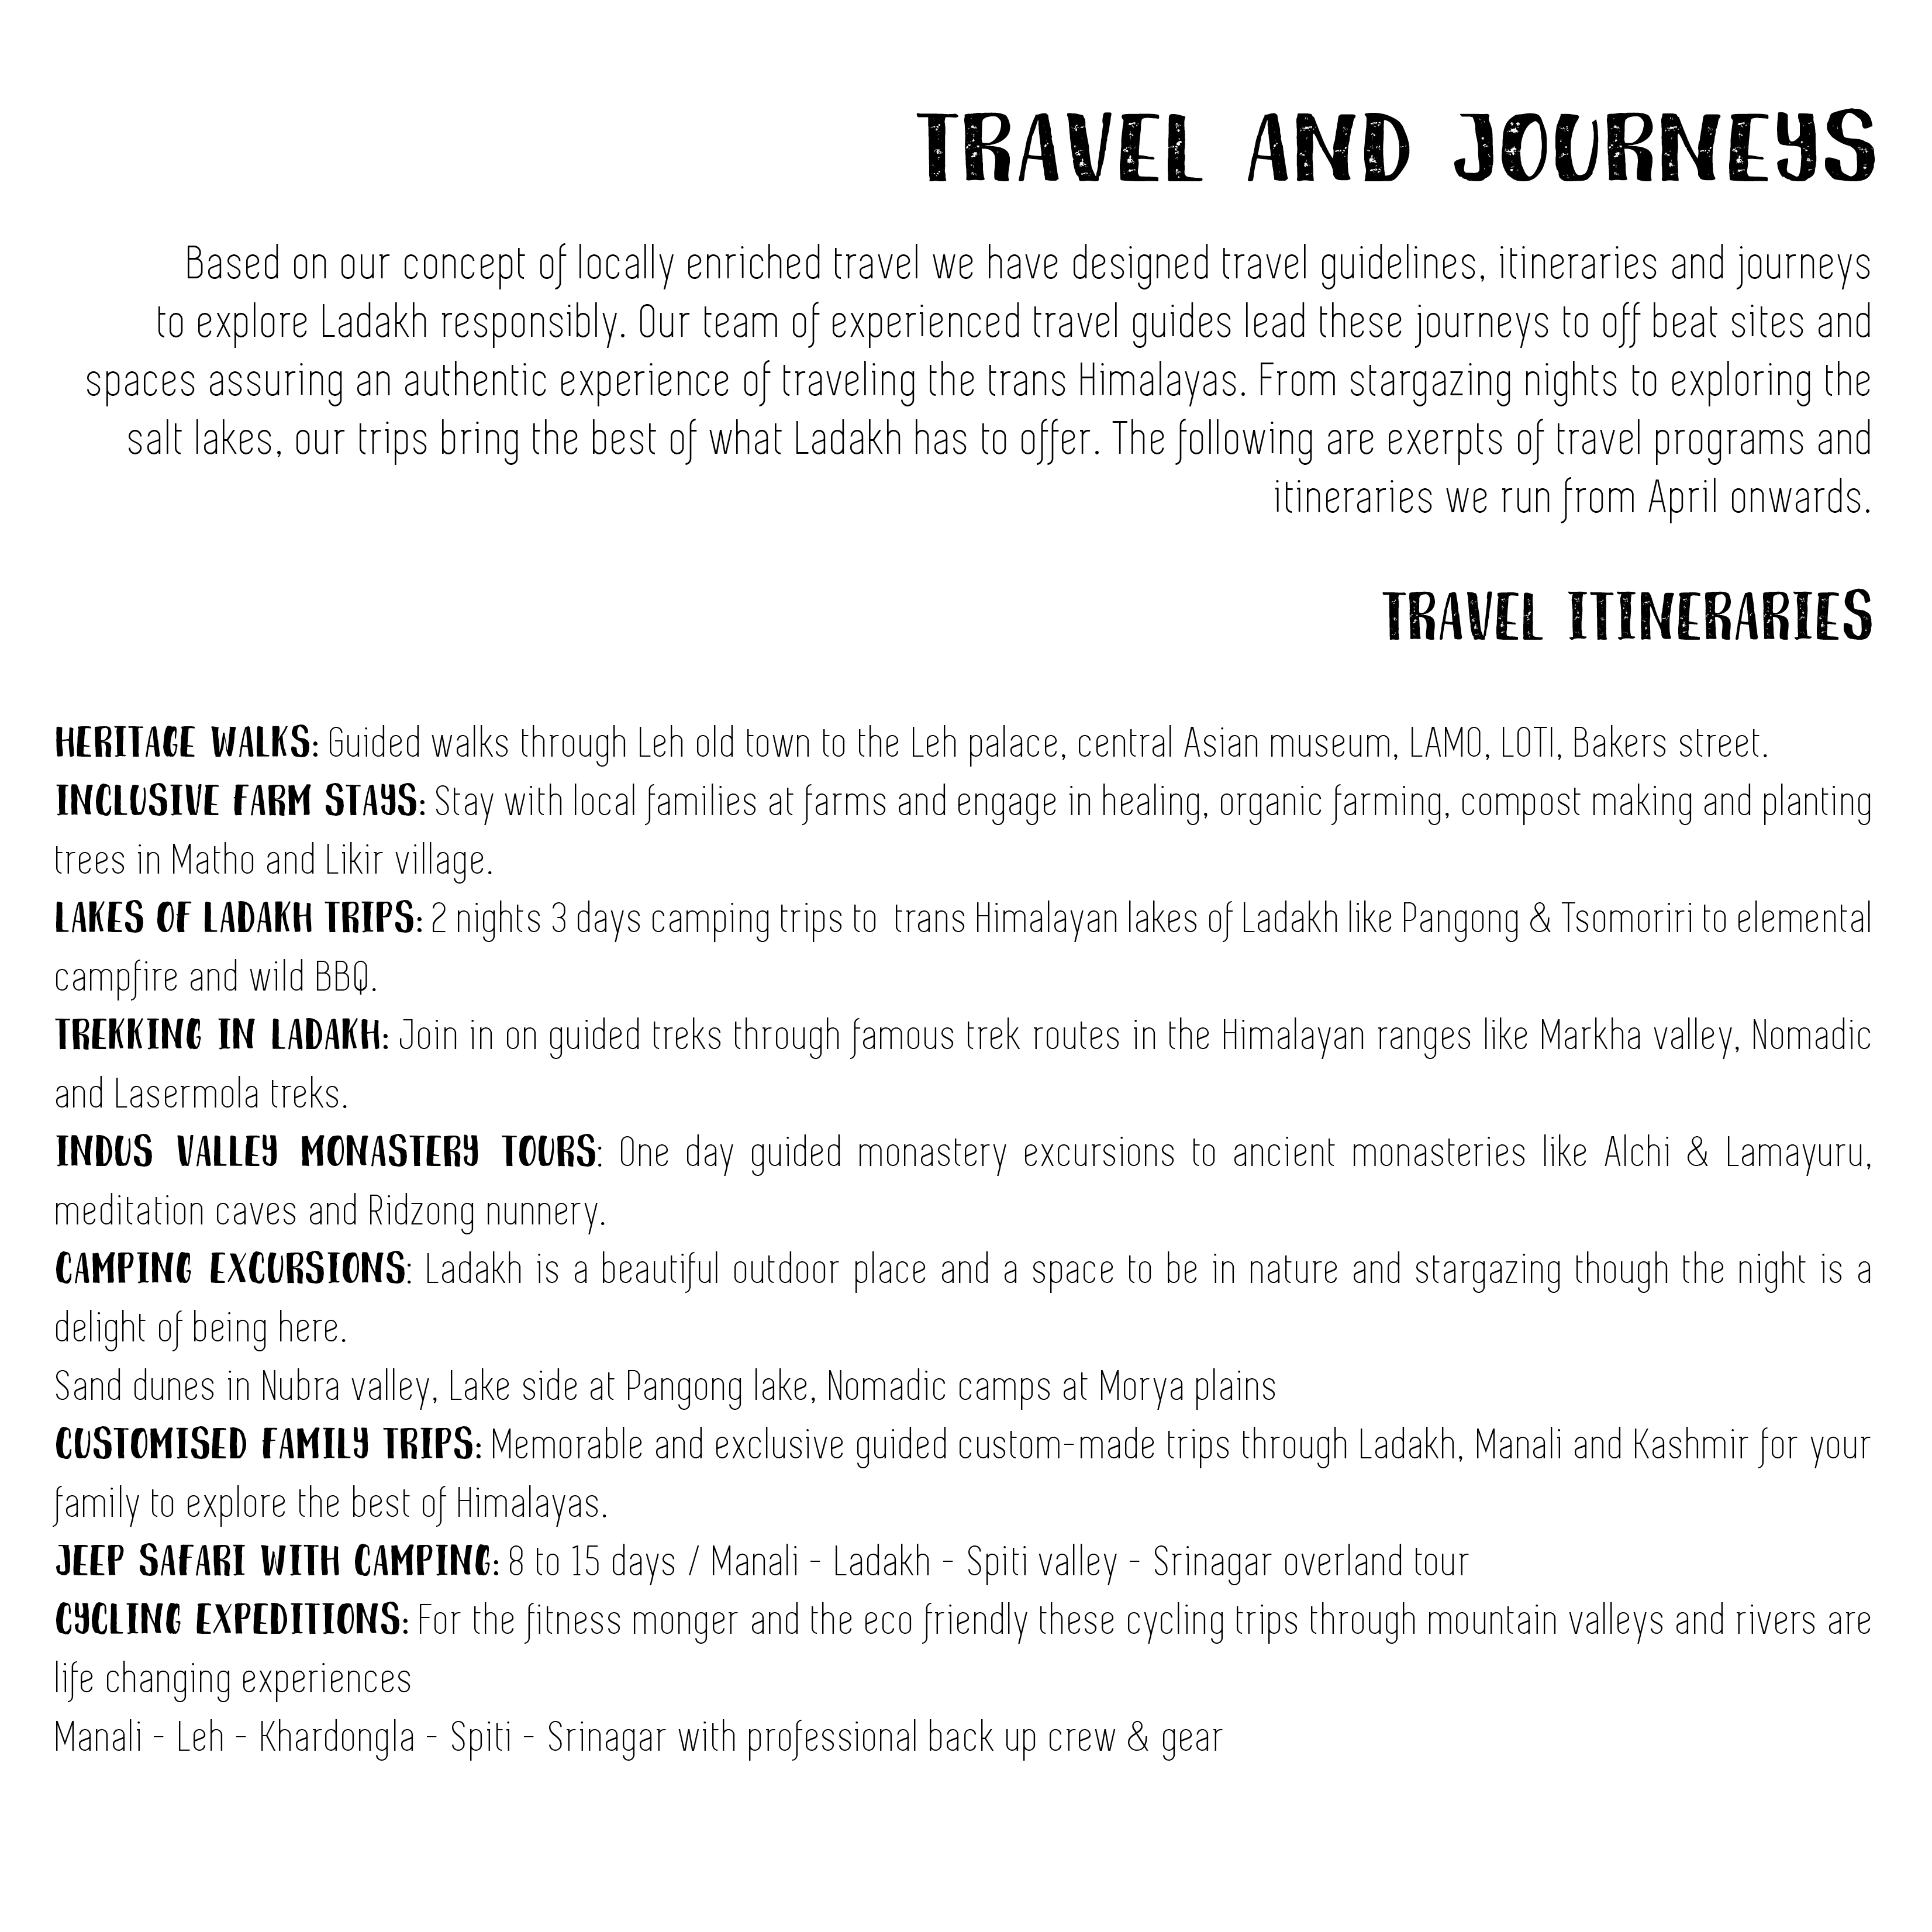 TRAVEL AND JOURNEYS
Based on our concept of locally enriched travel we have designed travel guidelines, itineraries and journeys
to explore Ladakh responsibly. Our team of experienced travel guides lead these journeys to off beat sites and
spaces assuring an authentic experience of traveling the trans Himalayas. From stargazing nights to exploring the
salt lakes, our trips bring the best of what Ladakh has to offer. The following are exerpts of travel programs and
itineraries we run from April onwards.
TRAVEL ITINERARIES
HERITAGE WALKS: Guided walks through Leh old town to the Leh palace, central Asian museum, LAMO, LOTI, Bakers street.
INCLUSIVE FARM STAYS: Stay with local families at farms and engage in healing, organic farming, compost making and planting
trees in Matho and Likir village.
LAKES OF LADAKH TRIPS: 2 nights 3 days camping trips to trans Himalayan lakes of Ladakh like Pangong & Tsomoriri to elemental
campfire and wild BBQ.
TREKKING IN LADAKH: Join in on guided treks through famous trek routes in the Himalayan ranges like Markha valley, Nomadic
and Lasermola treks.
INDUS VALLEY MONASTERY TOURS: One day guided monastery excursions to ancient monasteries like Alchi & Lamayuru,
meditation caves and Ridzong nunnery.
CAMPING EXCURSIONS: Ladakh is a beautiful outdoor place and a space to be in nature and stargazing though the night is a
delight of being here.
Sand dunes in Nubra valley, Lake side at Pangong lake, Nomadic camps at Morya plains
CUSTOMISED FAMILY TRIPS: Memorable and exclusive guided custom-made trips through Ladakh, Manali and Kashmir for your
family to explore the best of Himalayas.
JEEP SAFARI WITH CAMPING: 8 to 15 days / Manali - Ladakh - Spiti valley - Srinagar overland tour
CYCLING EXPEDITIONS: For the fitness monger and the eco friendly these cycling trips through mountain valleys and rivers are
life changing experiences
Manali - Leh - Khardongla - Spiti - Srinagar with professional back up crew & gear